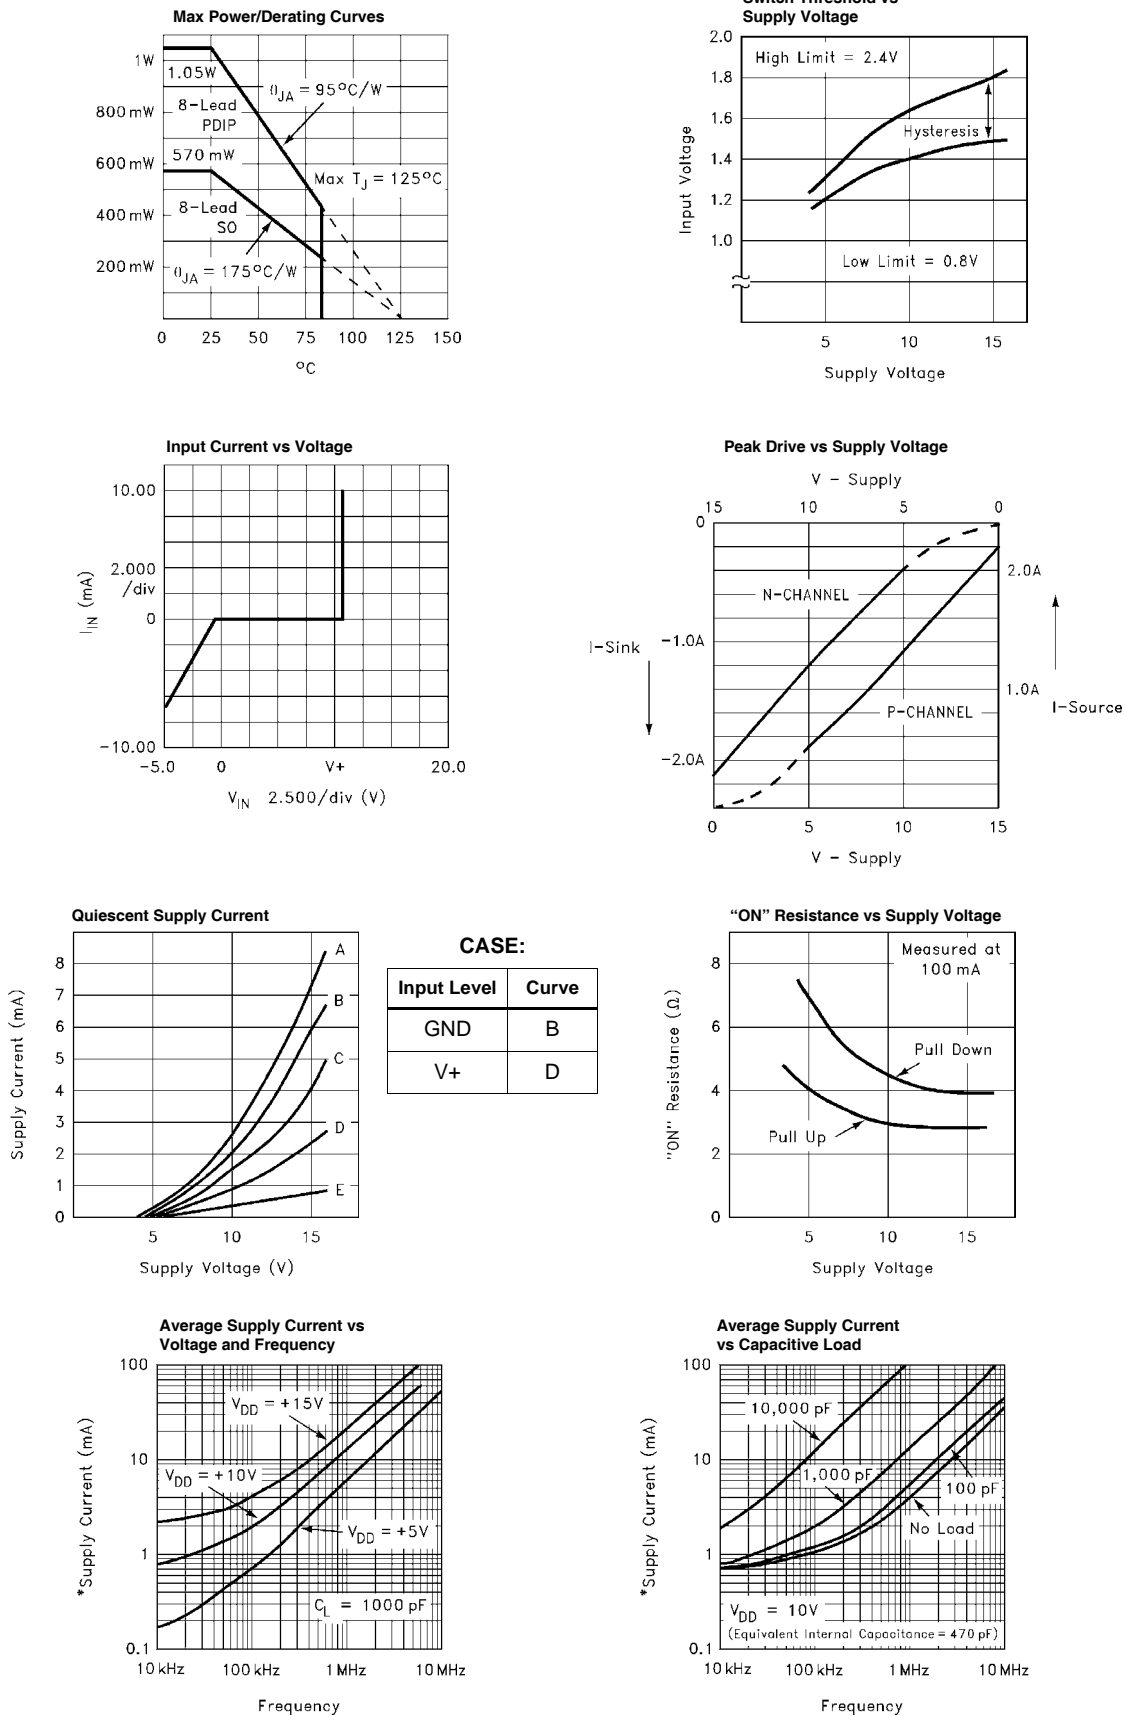 Max Power/Derating Curves
1W
800 mW
600 mW
400 mW
200 mW
1.05W
8-Lead
PDIP
570 mW
8-Lead
SO
θJA = 95°C/W
Max TJ = 125°C
θJA = 175°C/W
0 25 50 75 100 125 150
°C
Supply Voltage
2.0
1.8
1.6
1.4
1.2
1.0
Input Voltage
High Limit = 2.4V
Hysteresis
Low Limit = 0.8V
5 10 15
Supply Voltage
Input Current vs Voltage
10.00
2.000
/div
0
-10.00
IIN (mA)
-5.0 0 V+ 20.0
VIN 2.500/div (V)
Peak Drive vs Supply Voltage
V - Supply
15 10 5 0
0
-1.0A
-2.0A
I-Sink
N-CHANNEL
P-CHANNEL
2.0A
1.0A
I-Source
0 5 10 15
V - Supply
Quiescent Supply Current
8
7
6
5
4
3
2
1
0
Supply Current (mA)
A
B
C
D
E
5 10 15
Supply Voltage (V)
CASE:
Input Level Curve
GND B
V+ D
"ON" Resistance vs Supply Voltage
8
6
4
2
0
"ON" Resistance (Ω)
Measured at
100 mA
Pull Down
Pull Up
5 10 15
Supply Voltage
Average Supply Current vs
Voltage and Frequency
100
10
1
0.1
*Supply Current (mA)
VDD = +15V
VDD = +10V
VDD = +5V
CL = 1000 pF
10 kHz 100 kHz 1 MHz 10 MHz
Frequency
Average Supply Current
vs Capacitive Load
100
10
1
0.1
*Supply Current (mA)
10,000 pF
1,000 pF
100 pF
No Load
VDD = 10V
(Equivalent Internal Capacitance = 470 pF)
10 kHz 100 kHz 1 MHz 10 MHz
Frequency